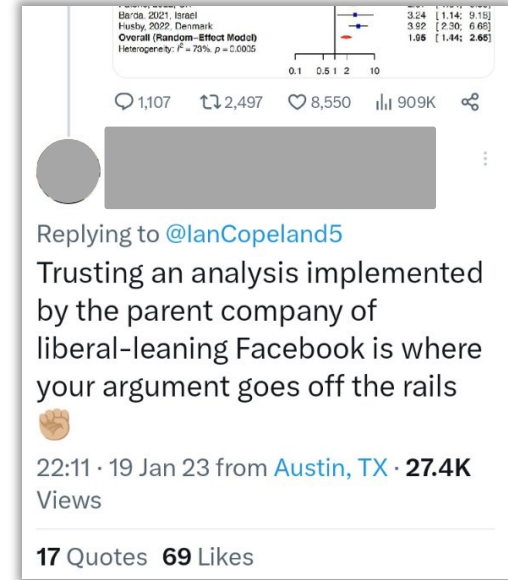 Barda, 2021, Israel 3.24 [1.14; 9.16]
Husby, 2022, Denmark 3.92 [2.30; 6.68]
Overall (Random-Effect Model) 1.95 [1.44; 2.65]
Heterogeneity: I² = 73%, p = 0.0005
0.1 0.5 1 2 10
1,107 2,497 8,550 909K
Replying to @IanCopeland5
Trusting an analysis implemented
by the parent company of
liberal-leaning Facebook is where
your argument goes off the rails
✊🏼
22:11 · 19 Jan 23 from Austin, TX · 27.4K
Views
17 Quotes 69 Likes